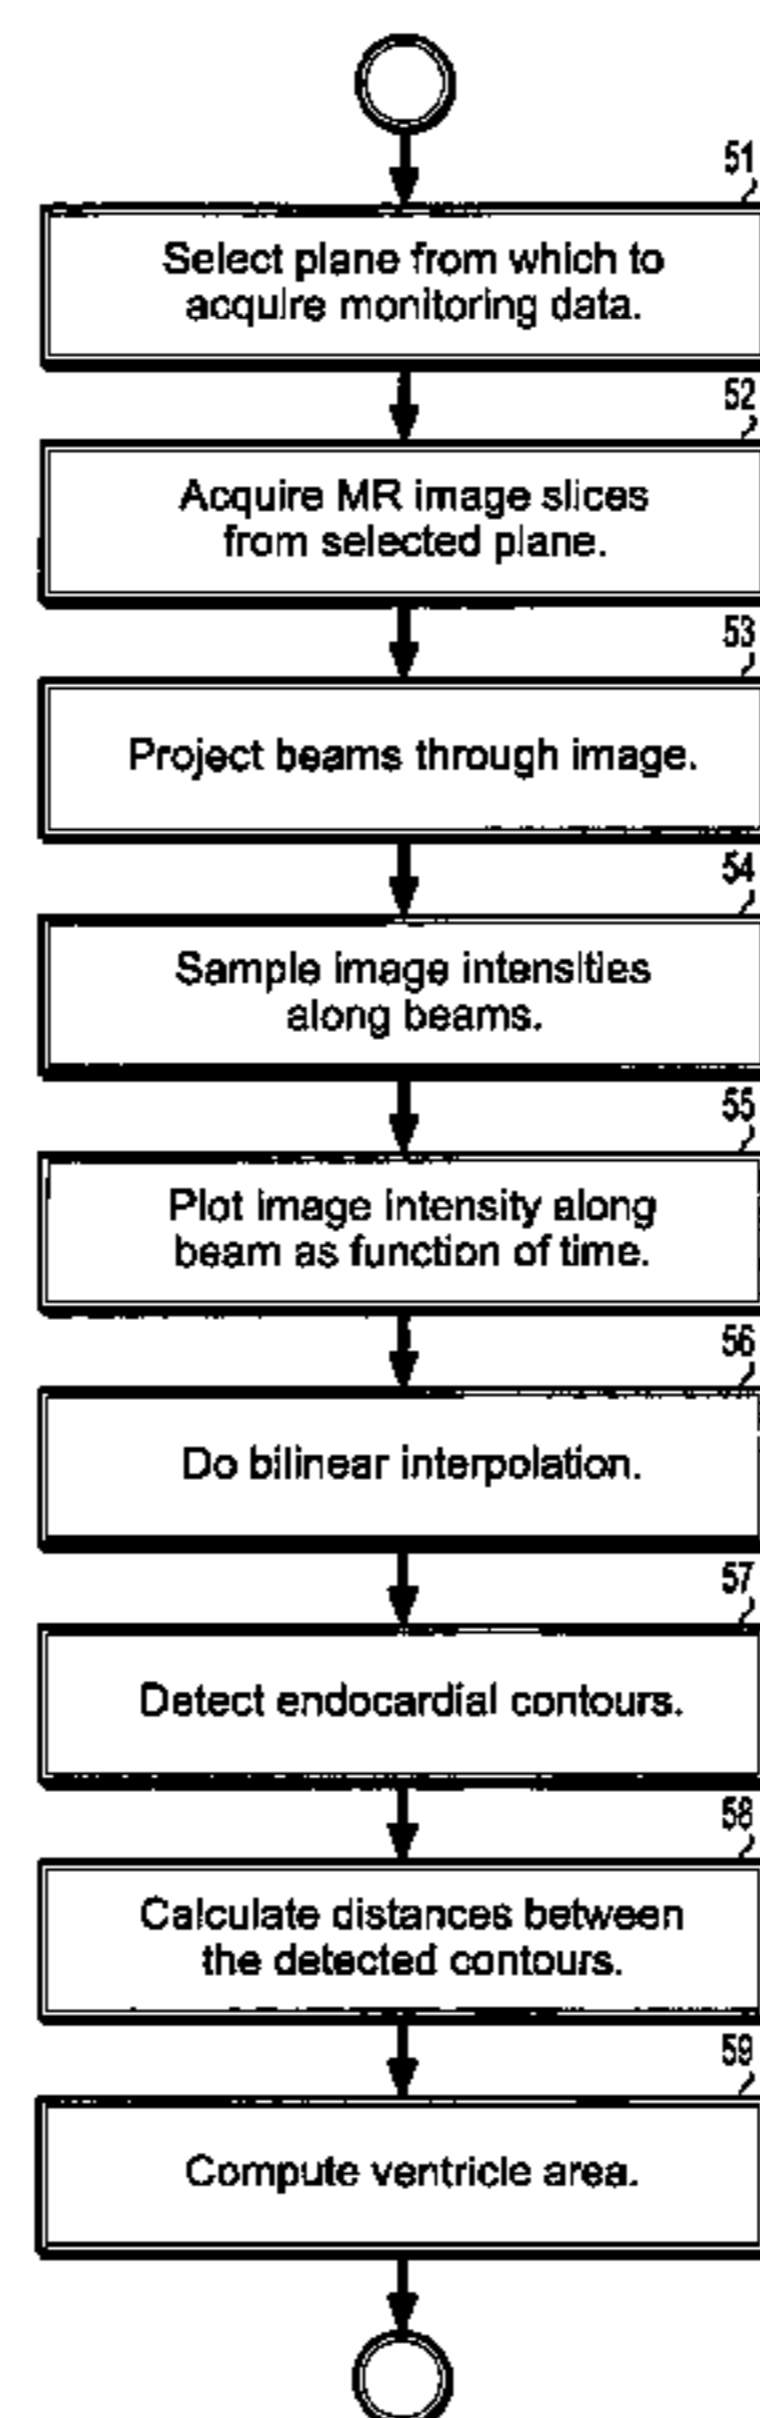 51
Select plane from which to
acquire monitoring data.
52
Acquire MR image slices
from selected plane.
53
Project beams through image.
54
Sample image intensities
along beams.
55
Plot image intensity along
beam as function of time.
56
Do bilinear interpolation.
57
Detect endocardial contours.
58
Calculate distances between
the detected contours.
59
Compute ventricle area.